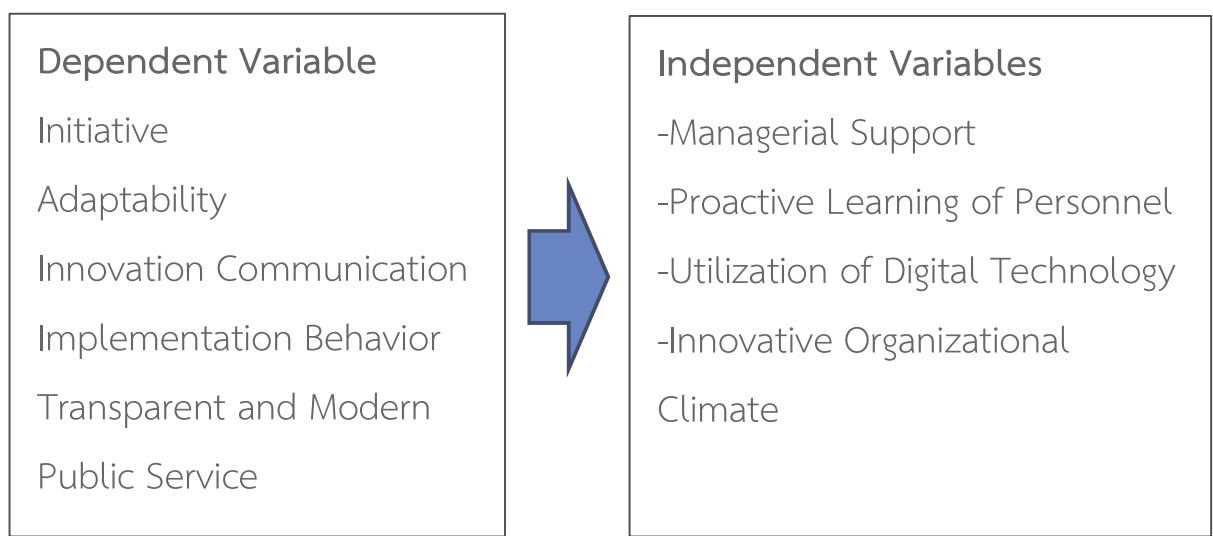 Dependent Variable
Initiative
Adaptability
Innovation Communication
Implementation Behavior
Transparent and Modern
Public Service
Independent Variables
-Managerial Support
-Proactive Learning of Personnel
-Utilization of Digital Technology
-Innovative Organizational
Climate